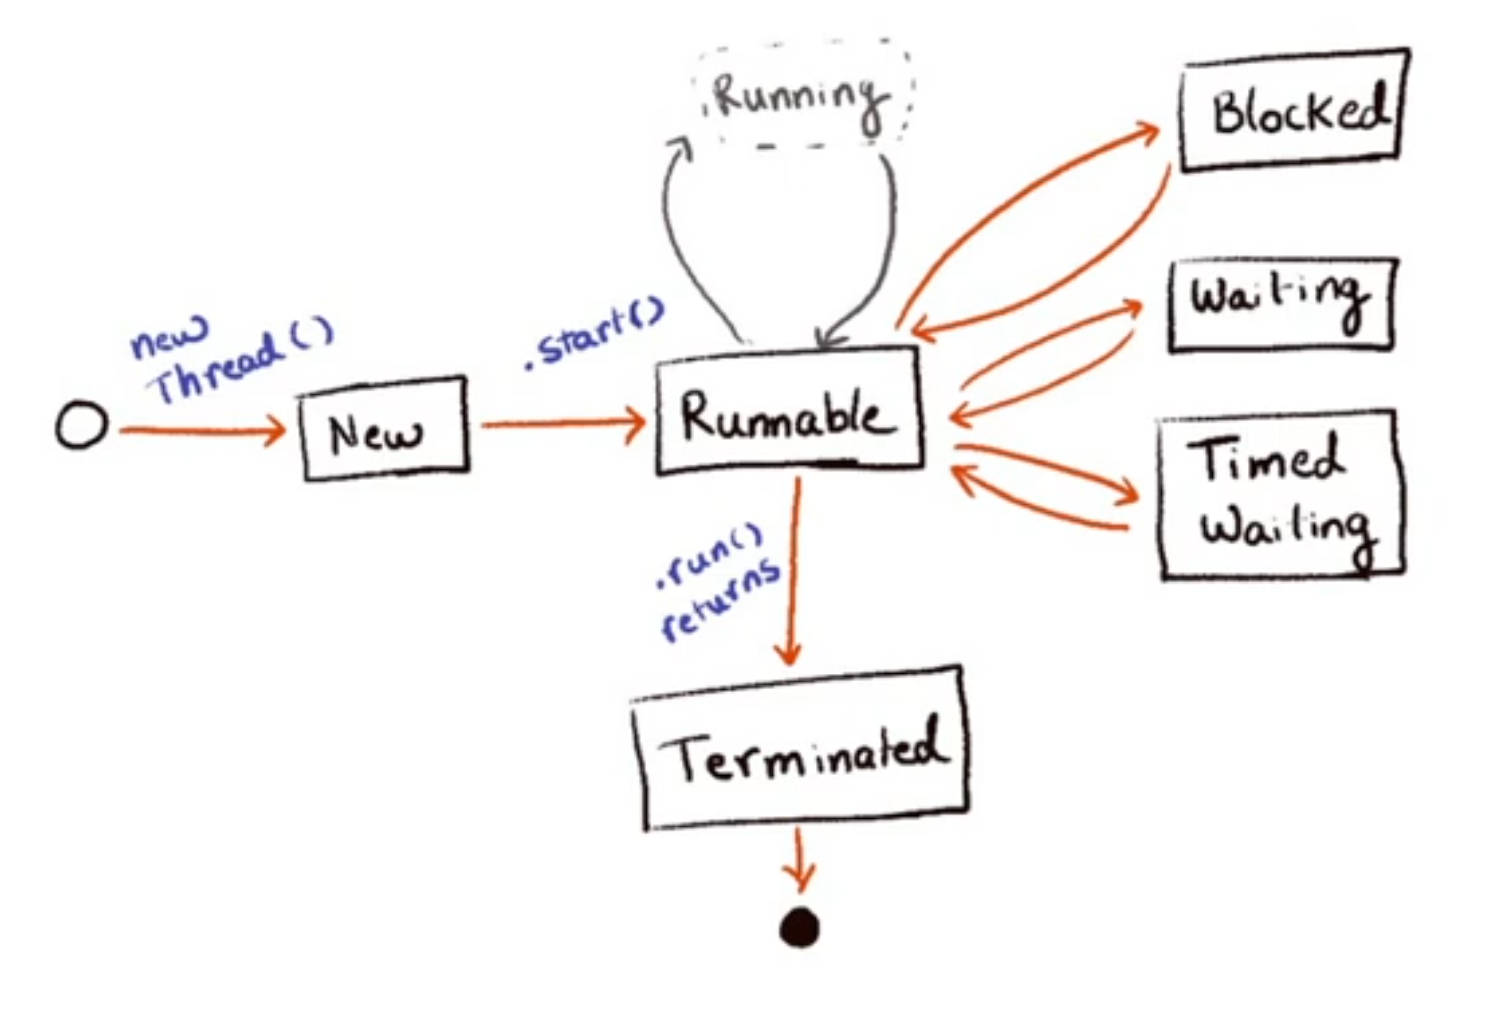 Running
Blocked
Waiting
new
Thread()
.start()
New
Runnable
Timed
Waiting
.run()
returns
Terminated